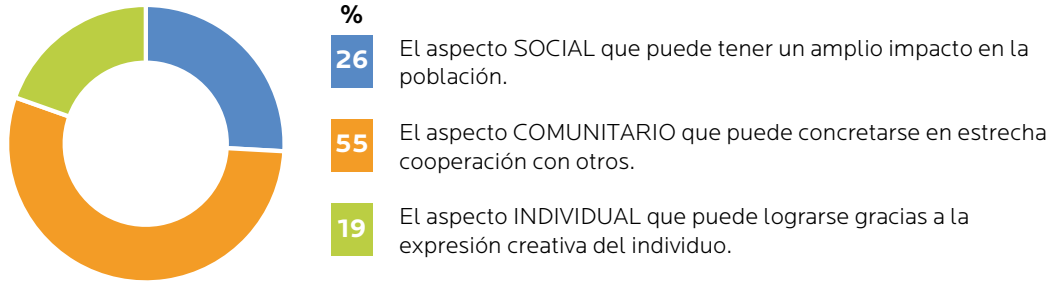 %
26
El aspecto SOCIAL que puede tener un amplio impacto en la
población.
55
El aspecto COMUNITARIO que puede concretarse en estrecha
cooperación con otros.
19
El aspecto INDIVIDUAL que puede lograrse gracias a la
expresión creativa del individuo.